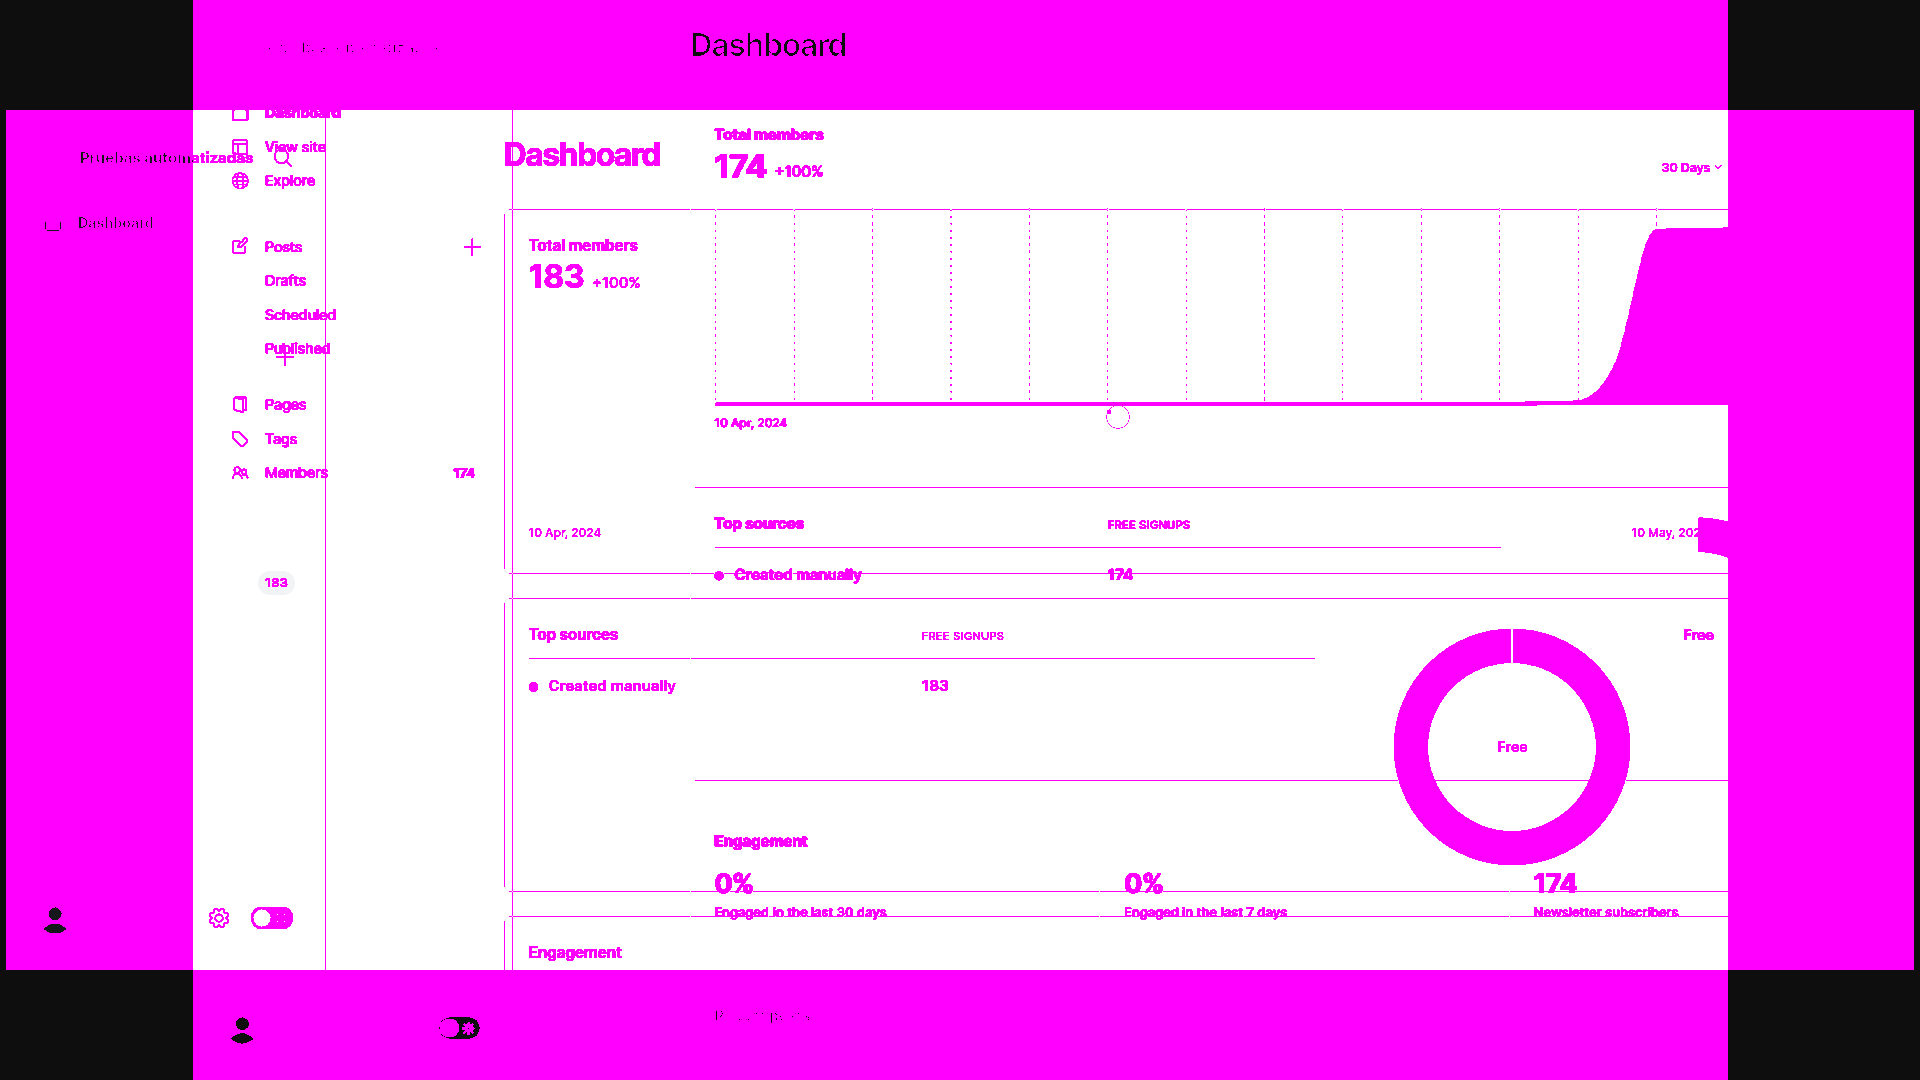 Dashboard
Dashboard
View site
Pruebas automatizadas
Explore
Dashboard
Posts
Drafts
Scheduled
Published
Pages
Tags
Members 174
183
Dashboard
Total members
174 +100%
30 Days
Total members
183 +100%
10 Apr, 2024
10 Apr, 2024
10 May, 202
Top sources FREE SIGNUPS
Created manually 174
Top sources FREE SIGNUPS
Created manually 183
Free
Free
Engagement
0% 0% 174
Engaged in the last 30 days Engaged in the last 7 days Newsletter subscribers
Engagement